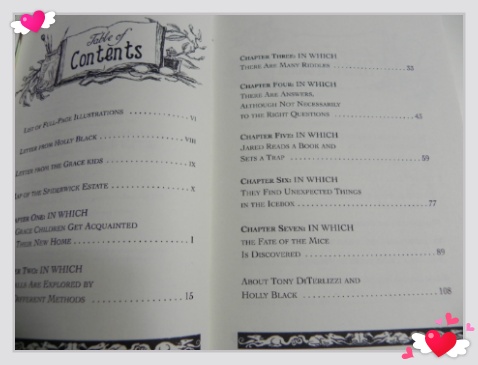 Table of
Contents
LIST OF FULL-PAGE ILLUSTRATIONS VI
LETTER FROM HOLLY BLACK VIII
LETTER FROM THE GRACE KIDS IX
MAP OF THE SPIDERWICK ESTATE X
CHAPTER ONE: IN WHICH
GRACE CHILDREN GET ACQUAINTED
THEIR NEW HOME 1
TWO: IN WHICH
ARE EXPLORED BY
DIFFERENT METHODS 15
CHAPTER THREE: IN WHICH
THERE ARE MANY RIDDLES 33
CHAPTER FOUR: IN WHICH
THERE ARE ANSWERS,
ALTHOUGH NOT NECESSARILY
TO THE RIGHT QUESTIONS 45
CHAPTER FIVE: IN WHICH
JARED READS A BOOK AND
SETS A TRAP 59
CHAPTER SIX: IN WHICH
THEY FIND UNEXPECTED THINGS
IN THE ICEBOX 77
CHAPTER SEVEN: IN WHICH
THE FATE OF THE MICE
IS DISCOVERED 89
ABOUT TONY DITERLIZZI AND
HOLLY BLACK 108